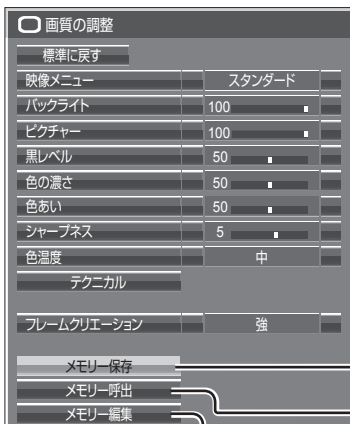 画質の調整
標準に戻す
映像メニュー スタンダード
バックライト 100
ピクチャー 100
黒レベル 50
色の濃さ 50
色あい 50
シャープネス 5
色温度 中
テクニカル
フレームクリエーション 強
メモリー保存
メモリー呼出
メモリー編集